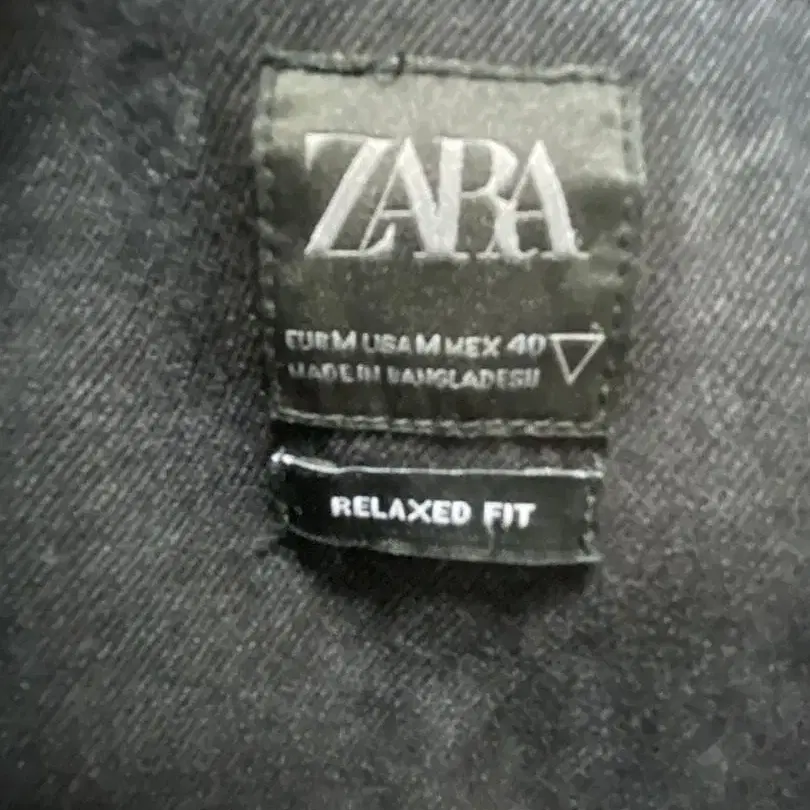 ZARA
EUR M USA M MEX 40
MADE IN BANGLADESH
RELAXED FIT